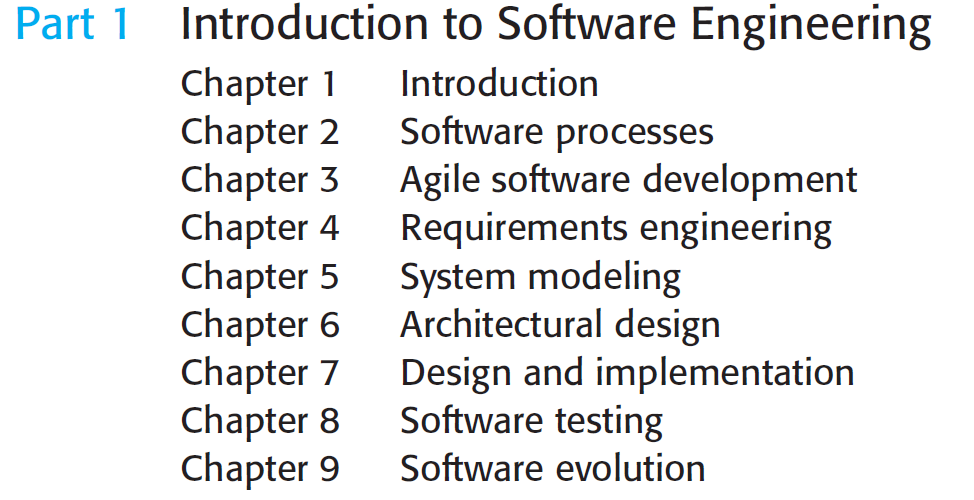 Part 1 Introduction to Software Engineering
Chapter 1 Introduction
Chapter 2 Software processes
Chapter 3 Agile software development
Chapter 4 Requirements engineering
Chapter 5 System modeling
Chapter 6 Architectural design
Chapter 7 Design and implementation
Chapter 8 Software testing
Chapter 9 Software evolution